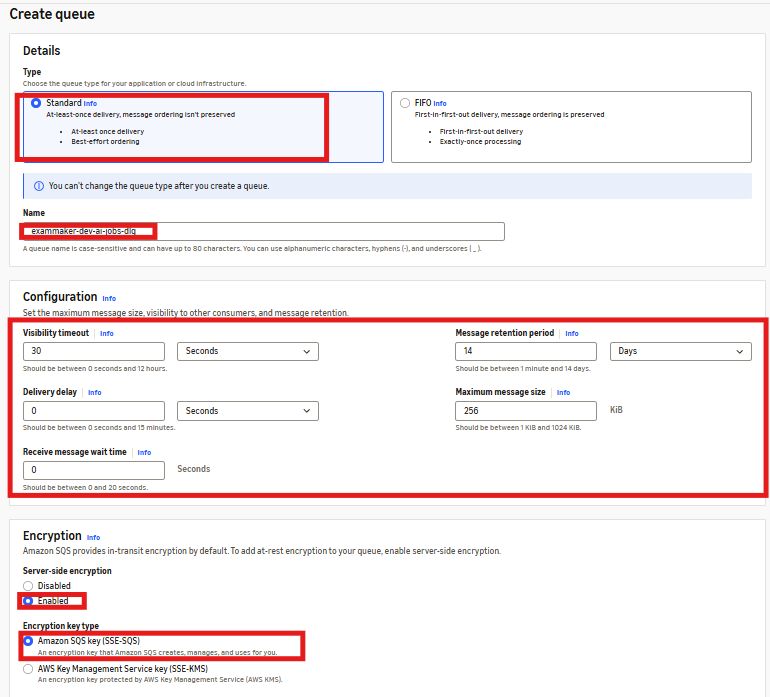 Create queue
Details
Type
Choose the queue type for your application or cloud infrastructure.
Standard Info
At-least-once delivery, message ordering isn't preserved
• At-least once delivery
• Best-effort ordering
FIFO Info
First-in-first-out delivery, message ordering is preserved
• First-in-first-out delivery
• Exactly-once processing
You can't change the queue type after you create a queue.
Name
exammaker-dev-ai-jobs-dlq
A queue name is case-sensitive and can have up to 80 characters. You can use alphanumeric characters, hyphens (-), and underscores ( _ ).
Configuration Info
Set the maximum message size, visibility to other consumers, and message retention.
Visibility timeout Info
30 Seconds
Should be between 0 seconds and 12 hours.
Message retention period Info
14 Days
Should be between 1 minute and 14 days.
Delivery delay Info
0 Seconds
Should be between 0 seconds and 15 minutes.
Maximum message size Info
256 KiB
Should be between 1 KiB and 1024 KiB.
Receive message wait time Info
0 Seconds
Should be between 0 and 20 seconds.
Encryption Info
Amazon SQS provides in-transit encryption by default. To add at-rest encryption to your queue, enable server-side encryption.
Server-side encryption
Disabled
Enabled
Encryption key type
Amazon SQS key (SSE-SQS)
An encryption key that Amazon SQS creates, manages, and uses for you.
AWS Key Management Service key (SSE-KMS)
An encryption key protected by AWS Key Management Service (AWS KMS).